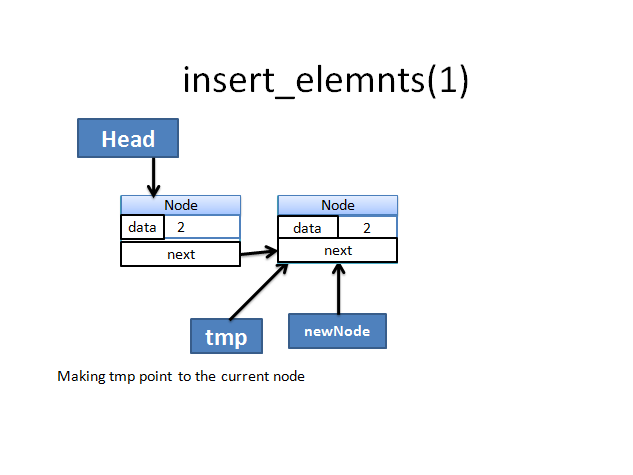 insert_elemnts(1)
Head
Node Node
data 2 data 2
next next
tmp newNode
Making tmp point to the current node